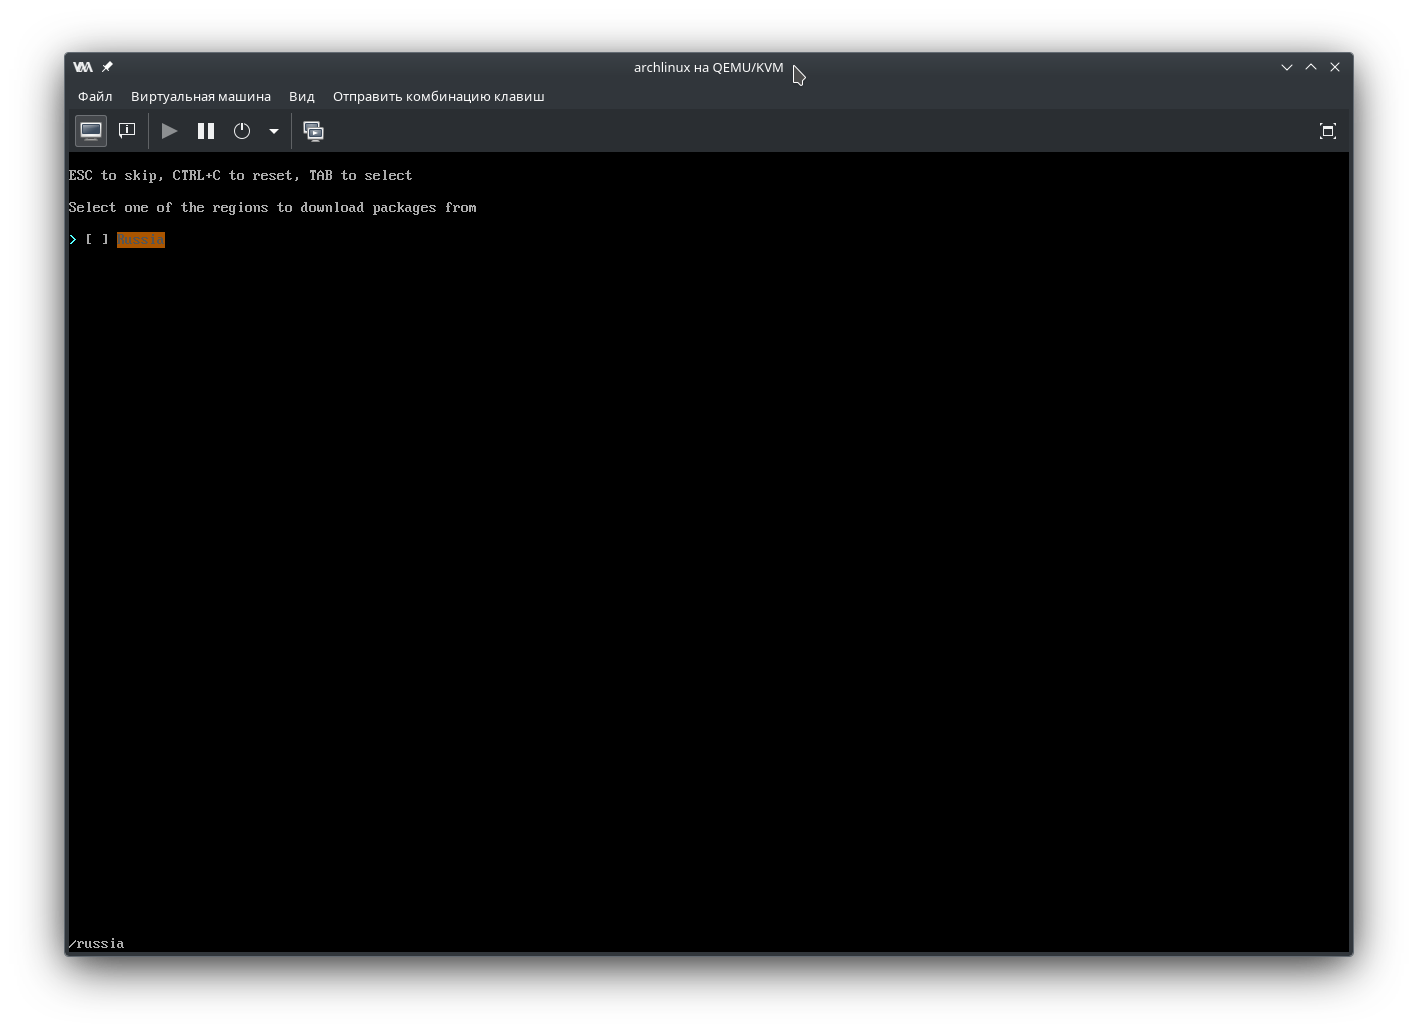 archlinux на QEMU/KVM
Файл Виртуальная машина Вид Отправить комбинацию клавиш
ESC to skip, CTRL+C to reset, TAB to select
Select one of the regions to download packages from
> [ ] Russia
/russia